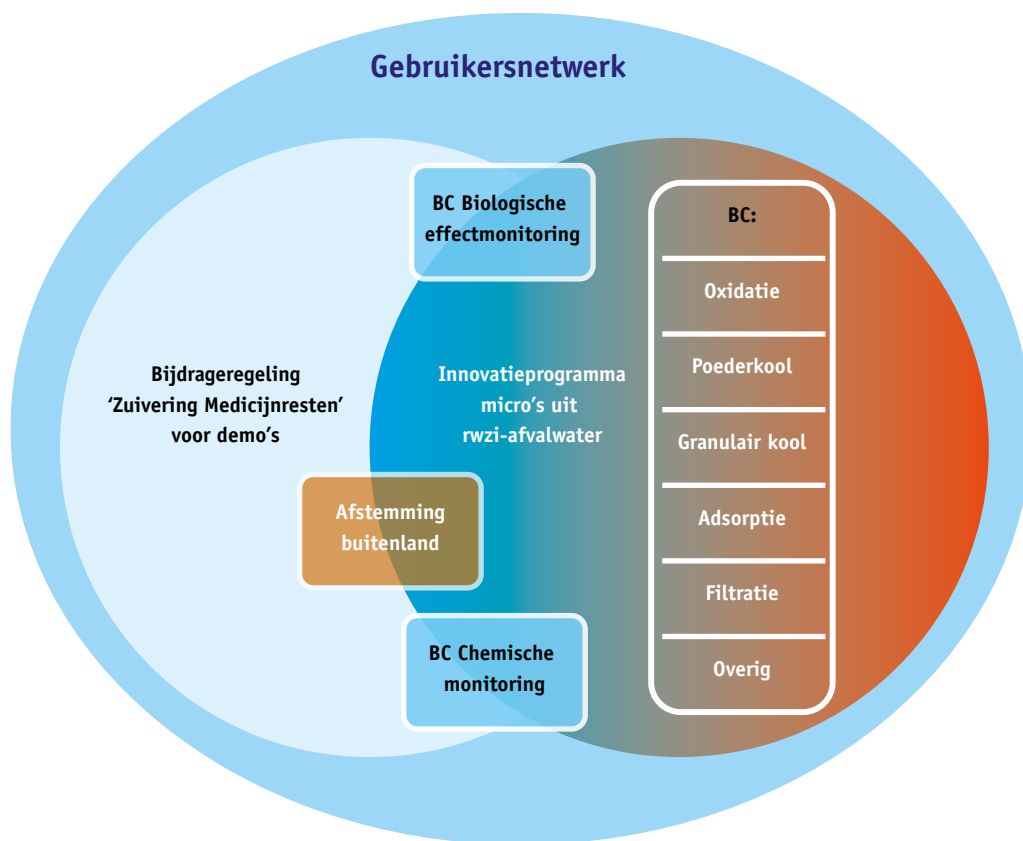 Gebruikersnetwerk
BC Biologische
effectmonitoring
Bijdrageregeling
‘Zuivering Medicijnresten’
voor demo’s
Innovatieprogramma
micro’s uit
rwzi-afvalwater
Afstemming
buitenland
BC Chemische
monitoring
BC:
Oxidatie
Poederkool
Granulair kool
Adsorptie
Filtratie
Overig